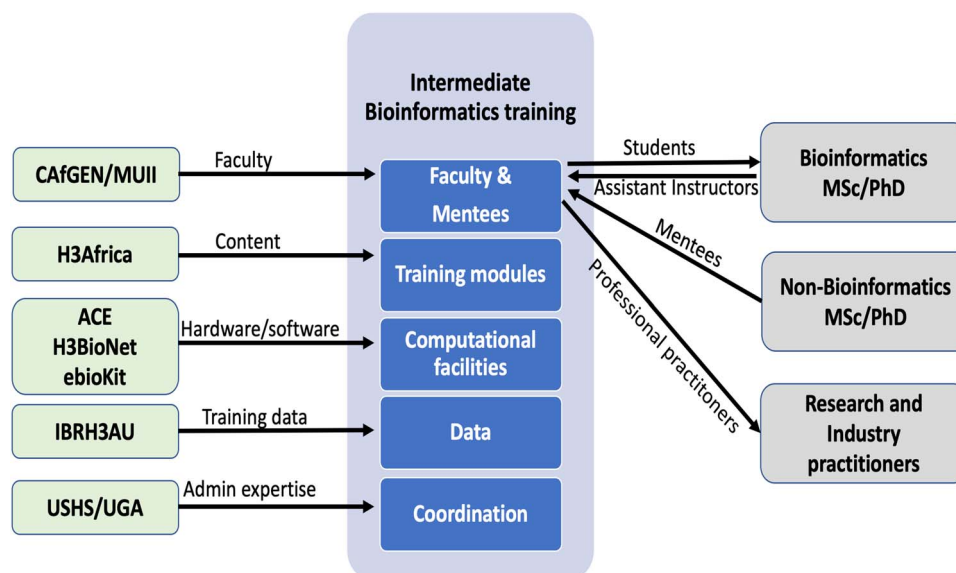 Intermediate
Bioinformatics training
CAfGEN/MUII
Faculty
Faculty &
Mentees
Students
Assistant Instructors
Bioinformatics
MSc/PhD
H3Africa
Content
Training modules
Mentees
Non-Bioinformatics
MSc/PhD
ACE
H3BioNet
ebioKit
Hardware/software
Computational
facilities
Professional practitoners
IBRH3AU
Training data
Data
Research and
Industry
practitioners
USHS/UGA
Admin expertise
Coordination